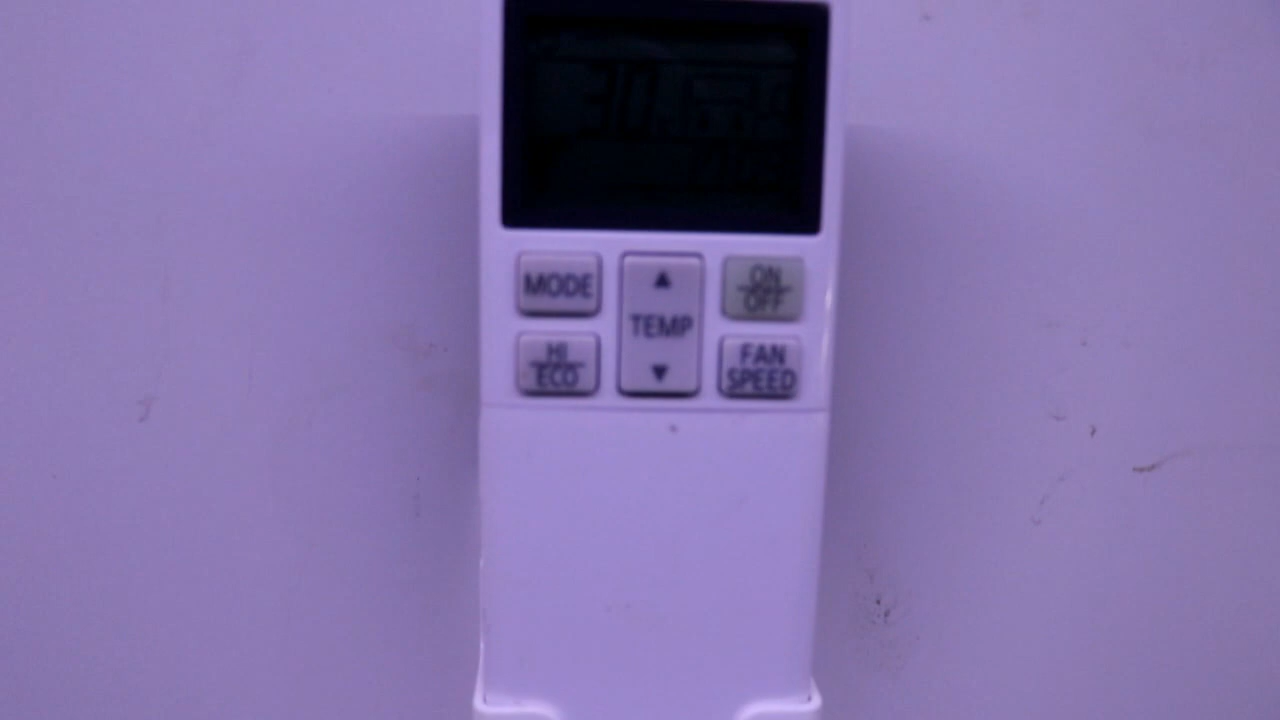 MODE
▲
TEMP
▼
ON
OFF
HI
ECO
FAN
SPEED